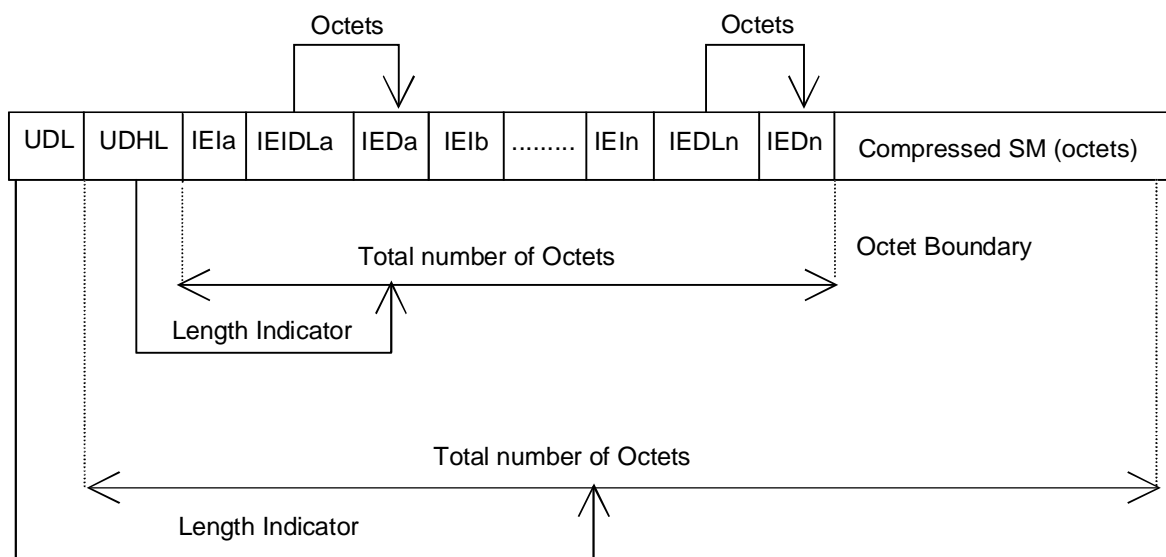 Octets Octets
UDL UDHL IEIa IEIDLa IEDa IEIb ......... IEIn IEDLn IEDn Compressed SM (octets)
Total number of Octets Octet Boundary
Length Indicator
Total number of Octets
Length Indicator